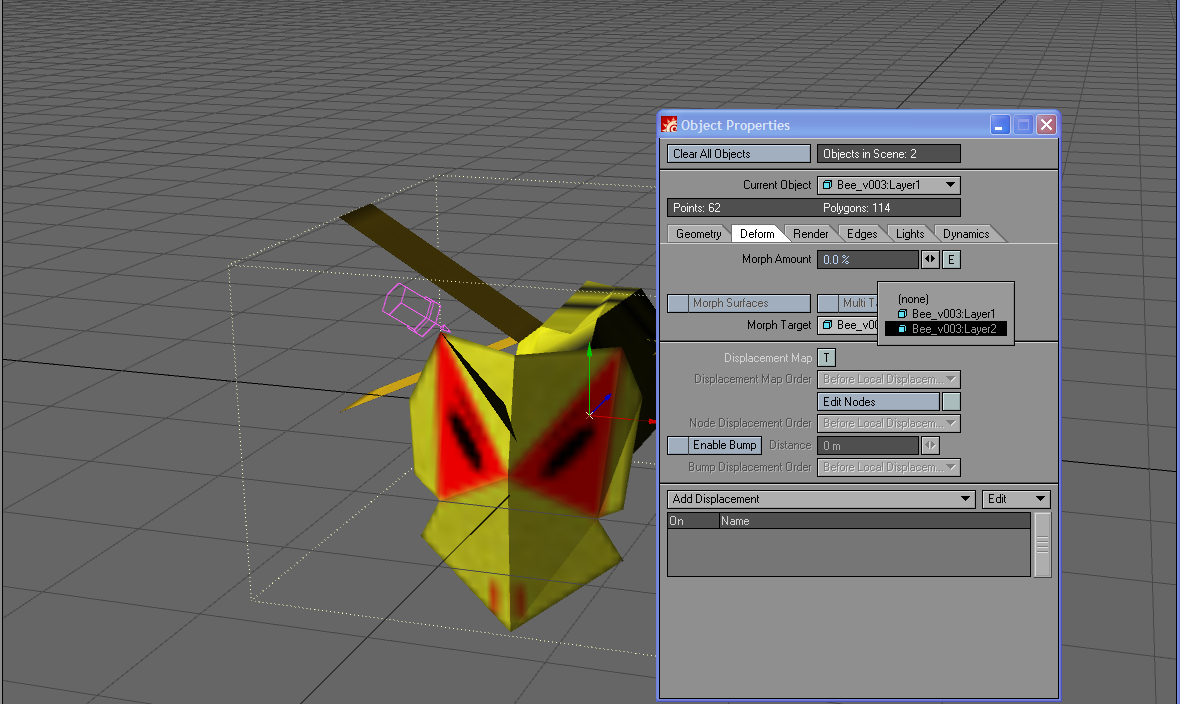 Object Properties
Clear All Objects Objects in Scene: 2
Current Object Bee_v003:Layer1
Points: 62 Polygons: 114
Geometry Deform Render Edges Lights Dynamics
Morph Amount 0.0 % E
(none)
Morph Surfaces Multi T Bee_v003:Layer1
Morph Target Bee_v00 Bee_v003:Layer2
Displacement Map T
Displacement Map Order Before Local Displacem...
Edit Nodes
Node Displacement Order Before Local Displacem...
Enable Bump Distance 0 m
Bump Displacement Order Before Local Displacem...
Add Displacement Edit
On Name